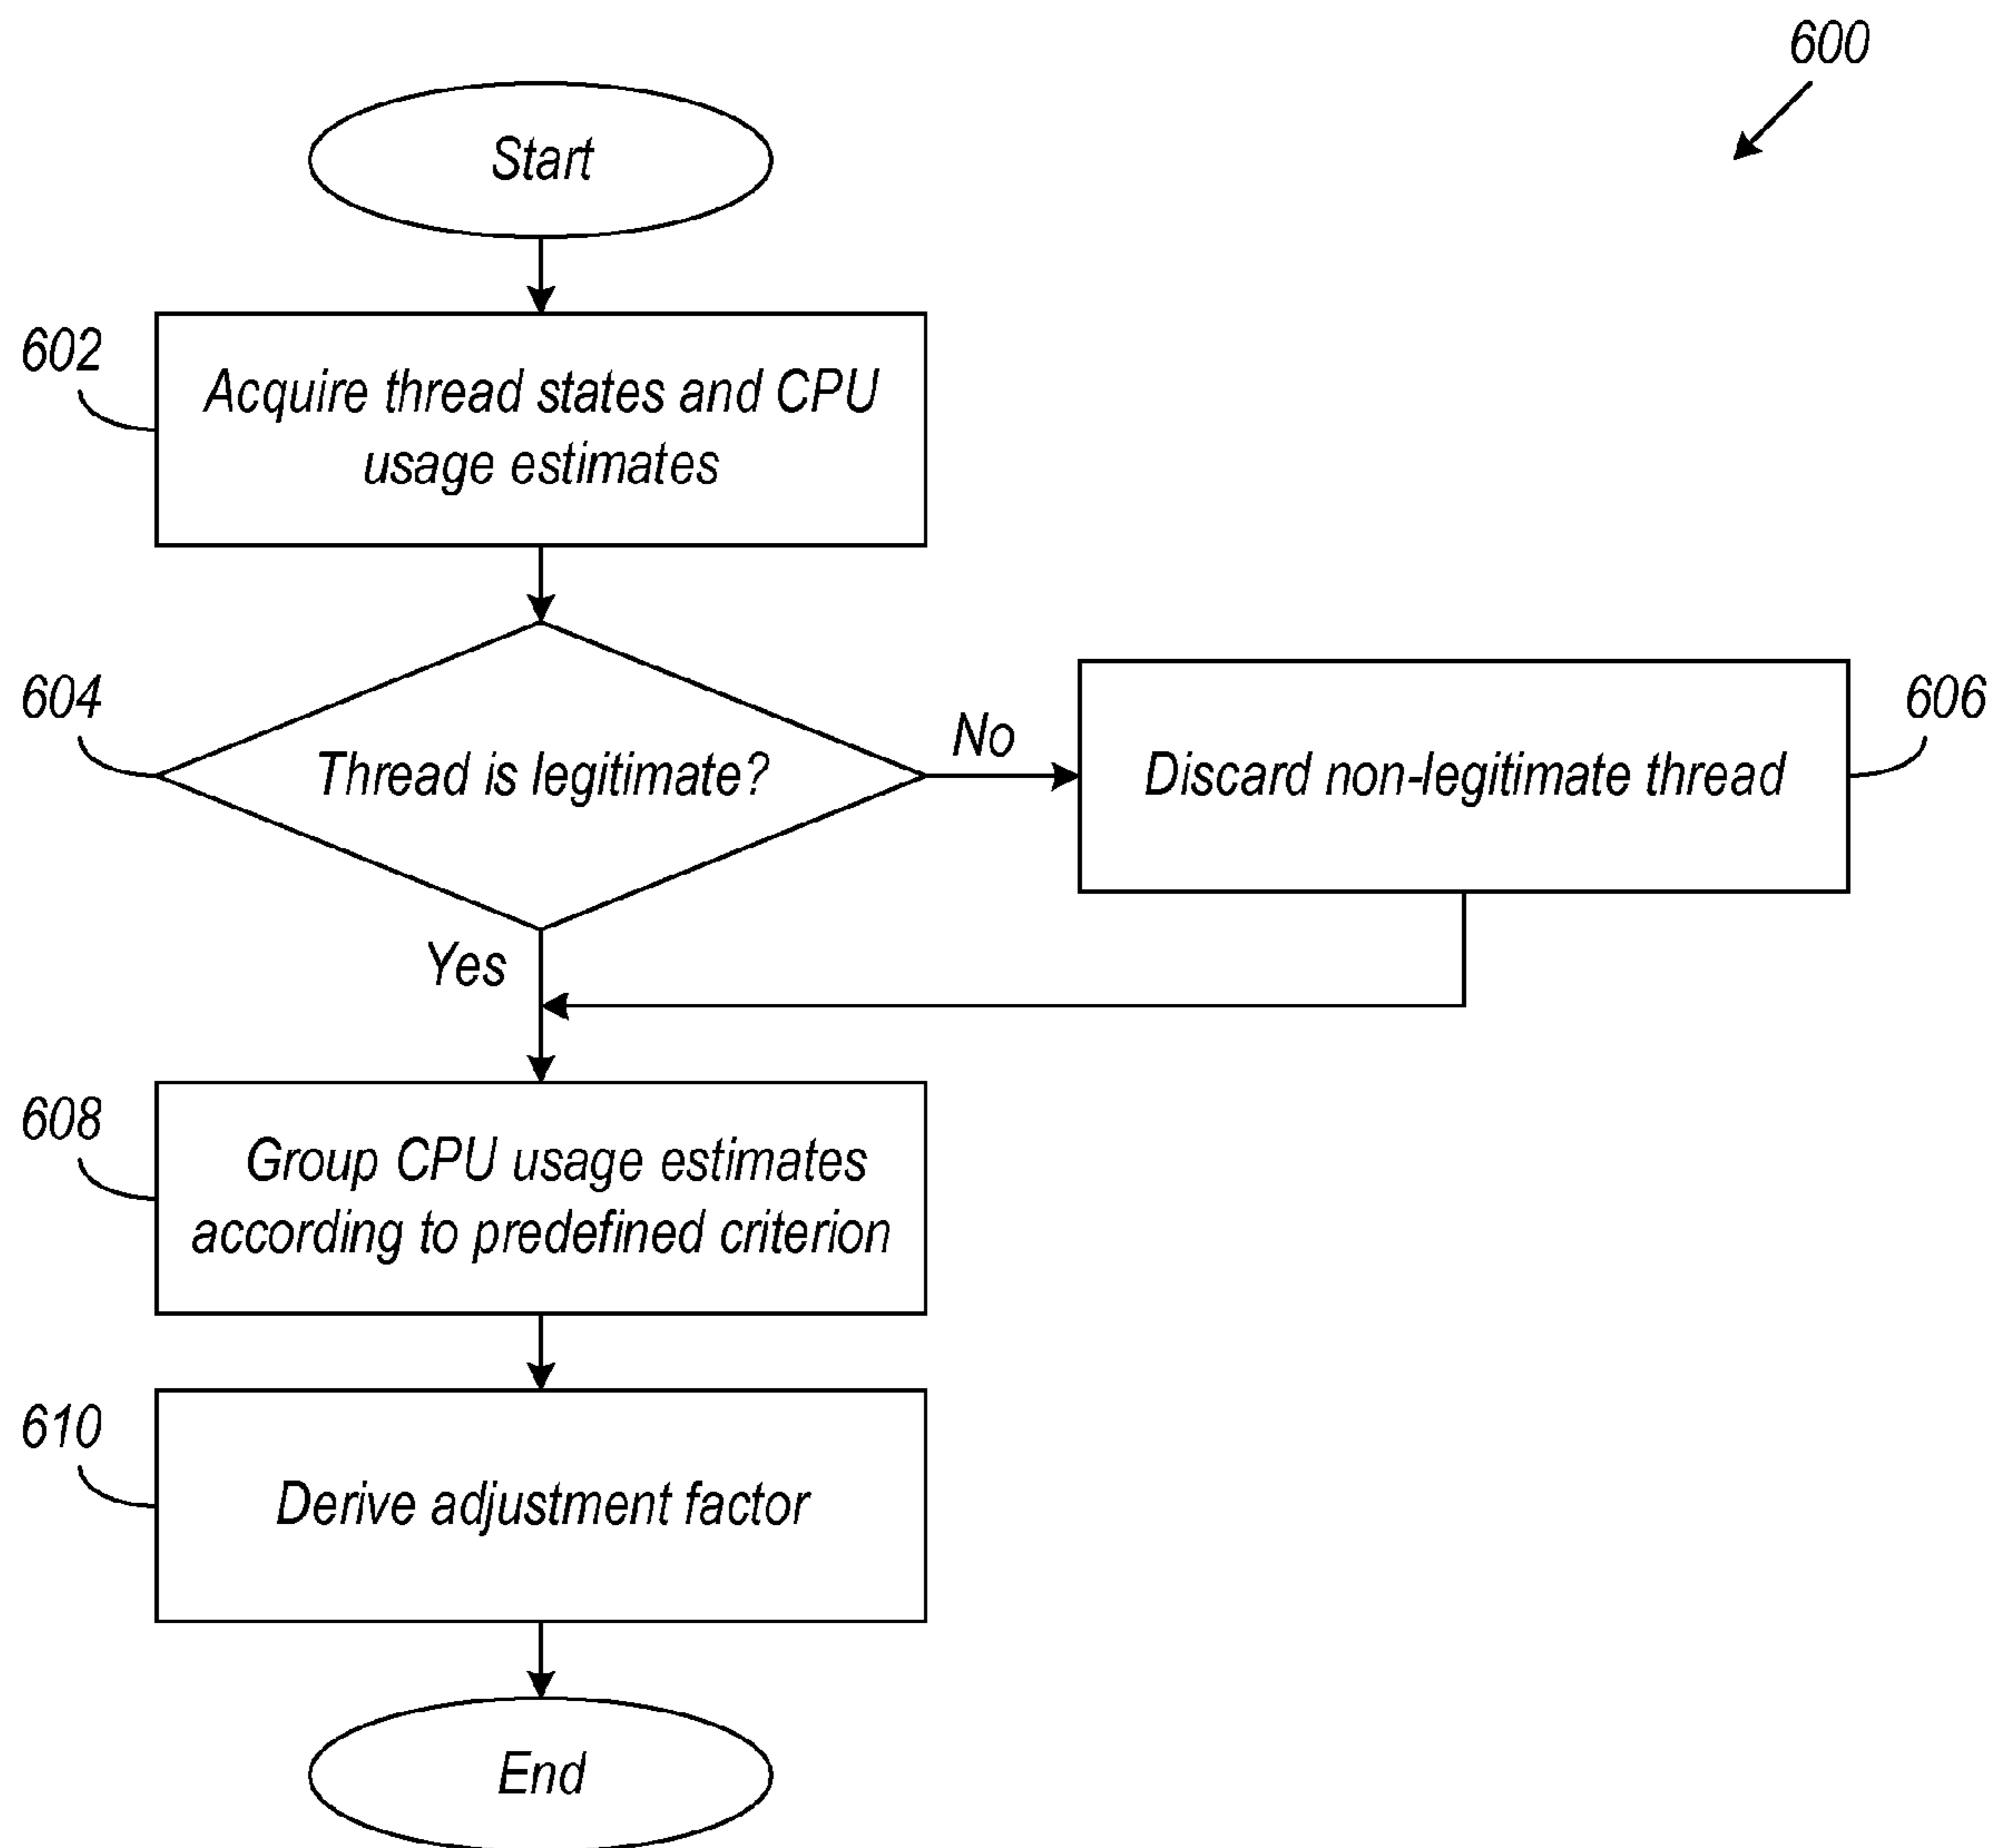 600
Start
602
Acquire thread states and CPU
usage estimates
604
Thread is legitimate?
No
606
Discard non-legitimate thread
Yes
608
Group CPU usage estimates
according to predefined criterion
610
Derive adjustment factor
End